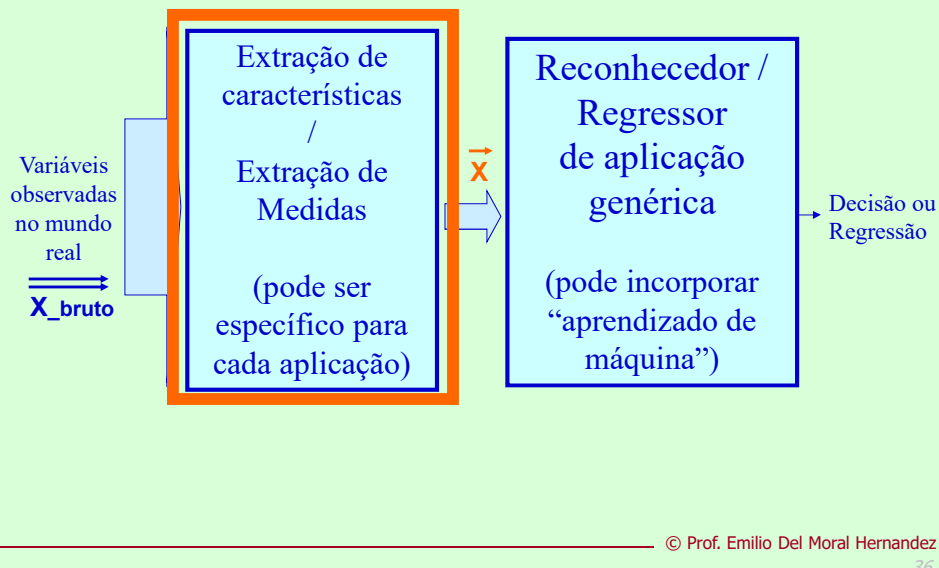 Variáveis
observadas
no mundo
real
X_bruto
Extração de
características
/
Extração de
Medidas
(pode ser
específico para
cada aplicação)
X
Reconhecedor /
Regressor
de aplicação
genérica
(pode incorporar
“aprendizado de
máquina”)
Decisão ou
Regressão
© Prof. Emilio Del Moral Hernandez
36